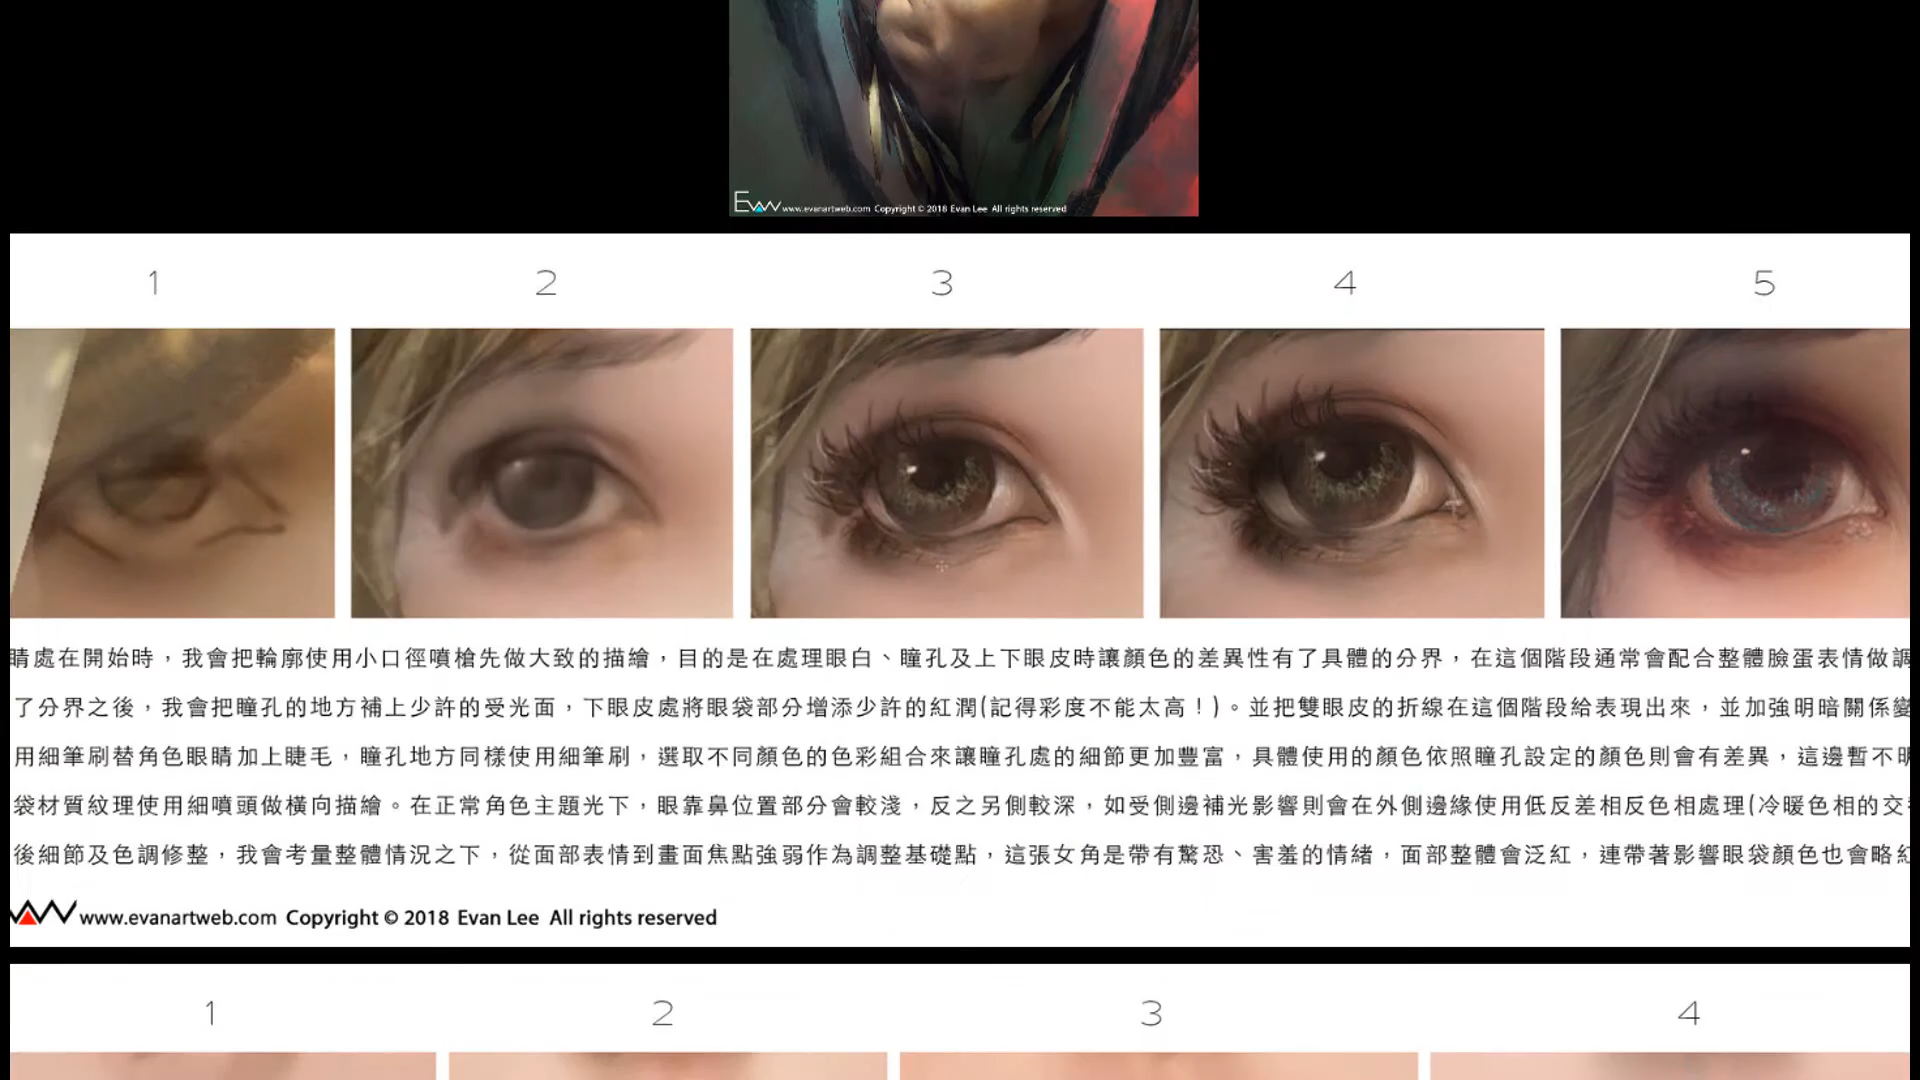 Evan www.evanartweb.com Copyright © 2018 Evan Lee All rights reserved
1 2 3 4 5
睛處在開始時，我會把輪廓使用小口徑噴槍先做大致的描繪，目的是在處理眼白、瞳孔及上下眼皮時讓顏色的差異性有了具體的分界，在這個階段通常會配合整體臉蛋表情做調
了分界之後，我會把瞳孔的地方補上少許的受光面，下眼皮處將眼袋部分增添少許的紅潤(記得彩度不能太高！)。並把雙眼皮的折線在這個階段給表現出來，並加強明暗關係變
用細筆刷替角色眼睛加上睫毛，瞳孔地方同樣使用細筆刷，選取不同顏色的色彩組合來讓瞳孔處的細節更加豐富，具體使用的顏色依照瞳孔設定的顏色則會有差異，這邊暫不明
袋材質紋理使用細噴頭做橫向描繪。在正常角色主題光下，眼靠鼻位置部分會較淺，反之另側較深，如受側邊補光影響則會在外側邊緣使用低反差相反色相處理(冷暖色相的交
後細節及色調修整，我會考量整體情況之下，從面部表情到畫面焦點強弱作為調整基礎點，這張女角是帶有驚恐、害羞的情緒，面部整體會泛紅，連帶著影響眼袋顏色也會略紅
www.evanartweb.com Copyright © 2018 Evan Lee All rights reserved
1 2 3 4